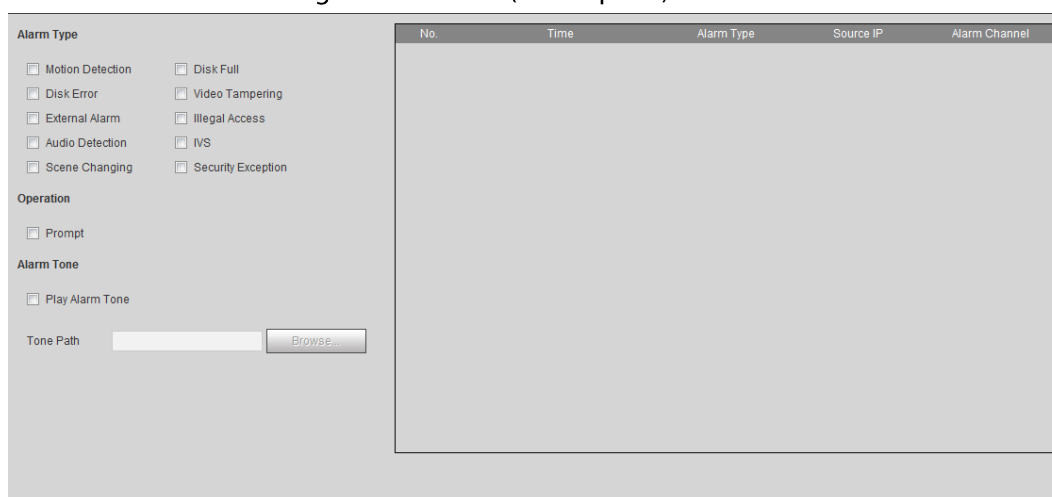 Alarm Type
Motion Detection Disk Full
Disk Error Video Tampering
External Alarm Illegal Access
Audio Detection IVS
Scene Changing Security Exception
Operation
Prompt
Alarm Tone
Play Alarm Tone
Tone Path Browse...
No. Time Alarm Type Source IP Alarm Channel